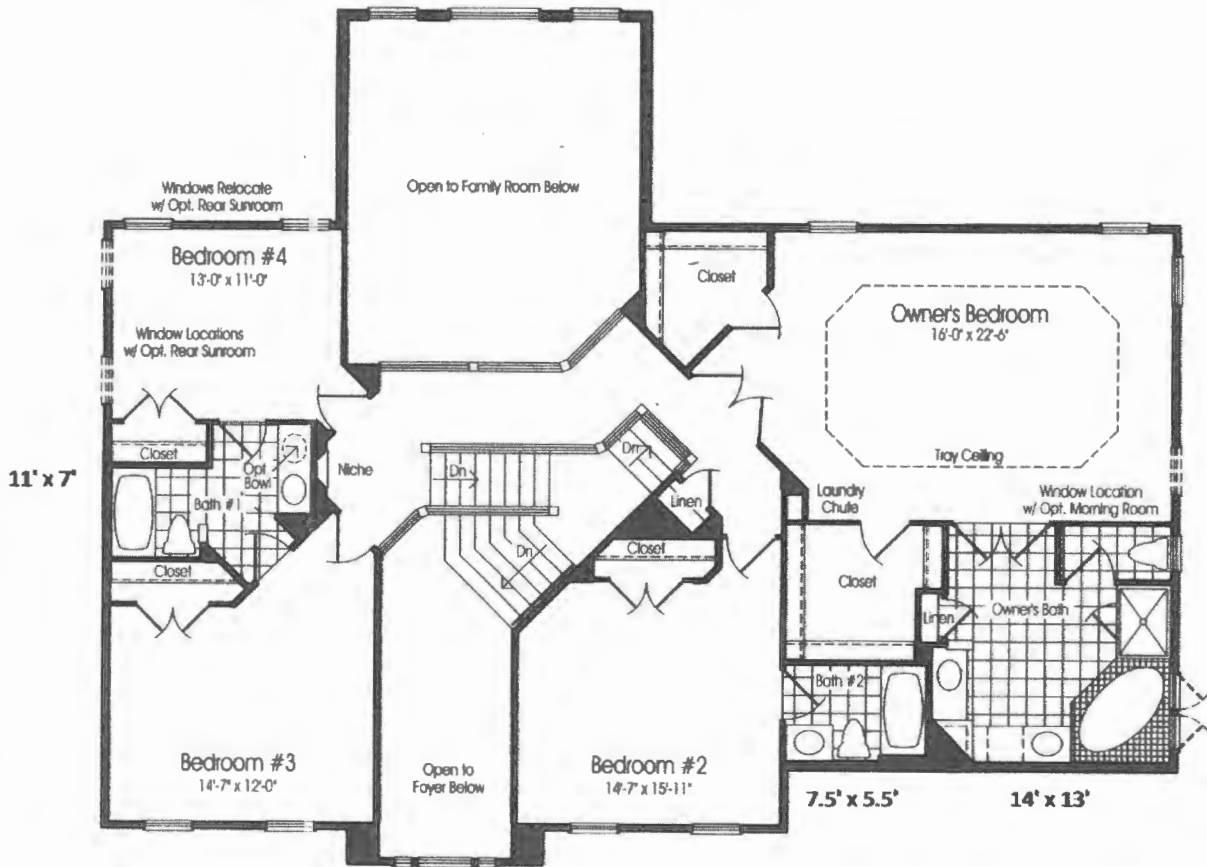 Open to Family Room Below
Windows Relocate
w/ Opt. Rear Sunroom
Bedroom #4
13'-0" x 11'-0"
Window Locations
w/ Opt. Rear Sunroom
Closet
Owner's Bedroom
16'-0" x 22'-6"
Tray Ceiling
Closet
Opt.
Bowl
Niche
Dn
Dn
Dn
Linen
Laundry
Chute
Window Location
w/ Opt. Morning Room
11' x 7'
Bath #1
Closet
Closet
Closet
Linen
Owner's Bath
Bath #2
Bedroom #3
14'-7" x 12'-0"
Open to
Foyer Below
Bedroom #2
14'-7" x 15'-11"
7.5' x 5.5'
14' x 13'